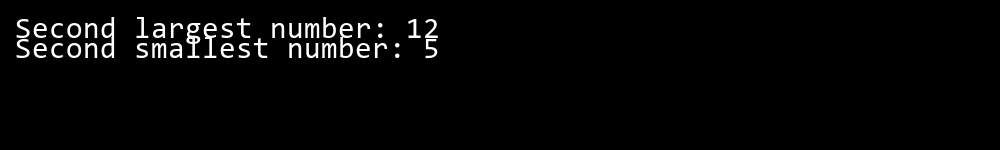 Second largest number: 12
Second smallest number: 5